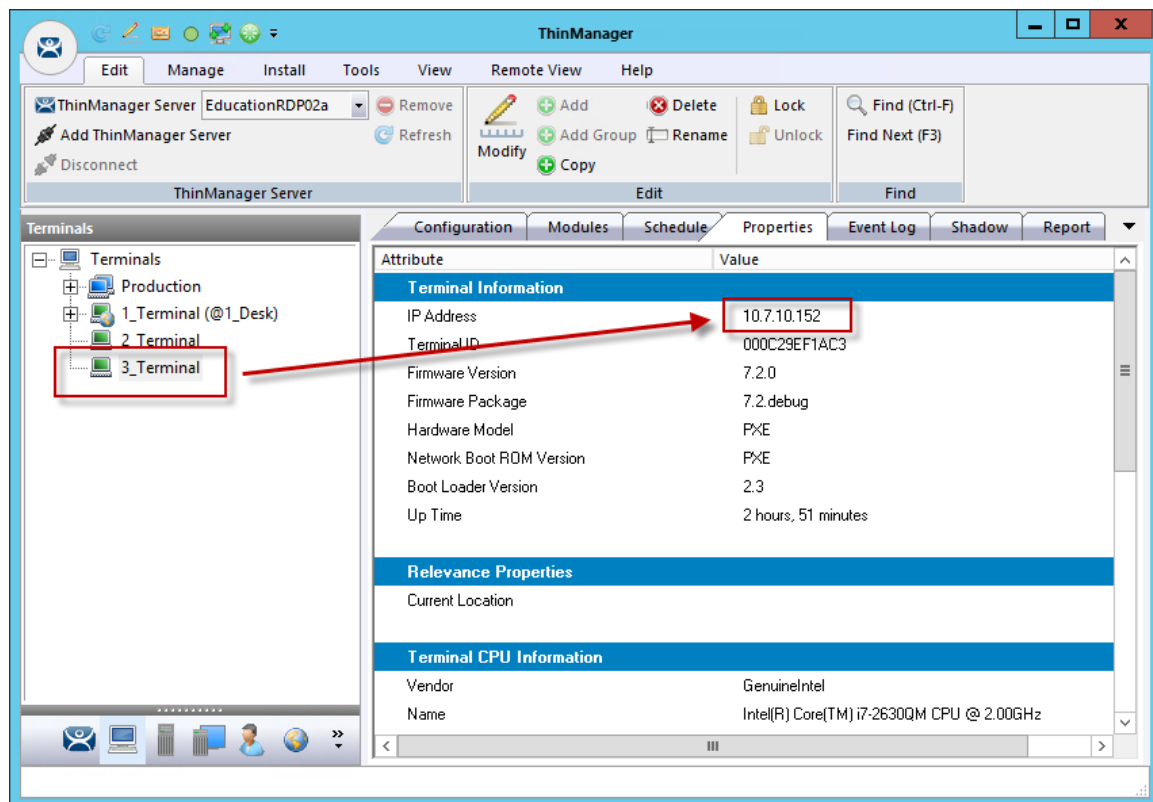 ThinManager
Edit Manage Install Tools View Remote View Help
ThinManager Server EducationRDP02a Remove
Add ThinManager Server Refresh
Disconnect
ThinManager Server
Modify
Add Delete
Add Group Rename
Copy
Lock
Unlock
Edit
Find (Ctrl-F)
Find Next (F3)
Find
Terminals
Terminals
Production
1_Terminal (@1_Desk)
2_Terminal
3_Terminal
Configuration Modules Schedule Properties Event Log Shadow Report
Attribute Value
Terminal Information
IP Address 10.7.10.152
Terminal ID 000C29EF1AC3
Firmware Version 7.2.0
Firmware Package 7.2.debug
Hardware Model PXE
Network Boot ROM Version PXE
Boot Loader Version 2.3
Up Time 2 hours, 51 minutes
Relevance Properties
Current Location
Terminal CPU Information
Vendor GenuineIntel
Name Intel(R) Core(TM) i7-2630QM CPU @ 2.00GHz